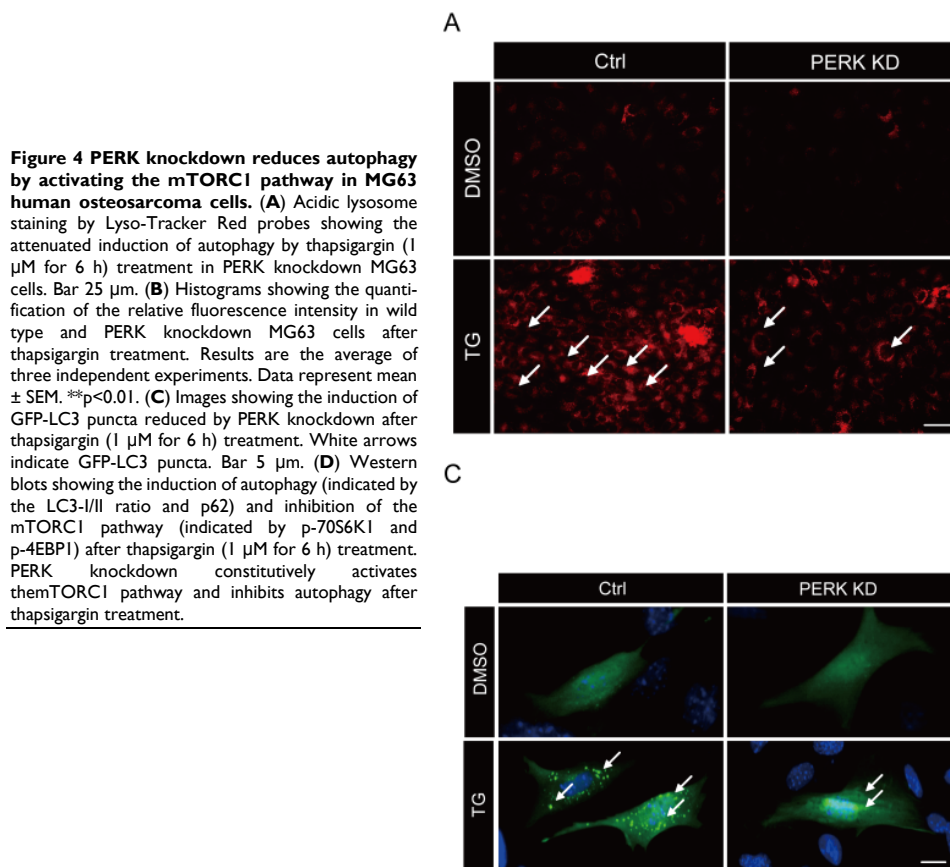 Figure 4 PERK knockdown reduces autophagy
by activating the mTORC1 pathway in MG63
human osteosarcoma cells. (A) Acidic lysosome
staining by Lyso-Tracker Red probes showing the
attenuated induction of autophagy by thapsigargin (1
μM for 6 h) treatment in PERK knockdown MG63
cells. Bar 25 μm. (B) Histograms showing the quanti-
fication of the relative fluorescence intensity in wild
type and PERK knockdown MG63 cells after
thapsigargin treatment. Results are the average of
three independent experiments. Data represent mean
± SEM. **p<0.01. (C) Images showing the induction of
GFP-LC3 puncta reduced by PERK knockdown after
thapsigargin (1 μM for 6 h) treatment. White arrows
indicate GFP-LC3 puncta. Bar 5 μm. (D) Western
blots showing the induction of autophagy (indicated by
the LC3-I/II ratio and p62) and inhibition of the
mTORC1 pathway (indicated by p-70S6K1 and
p-4EBP1) after thapsigargin (1 μM for 6 h) treatment.
PERK knockdown constitutively activates
themTORC1 pathway and inhibits autophagy after
thapsigargin treatment.
A
Ctrl PERK KD
DMSO
TG
C
Ctrl PERK KD
DMSO
TG